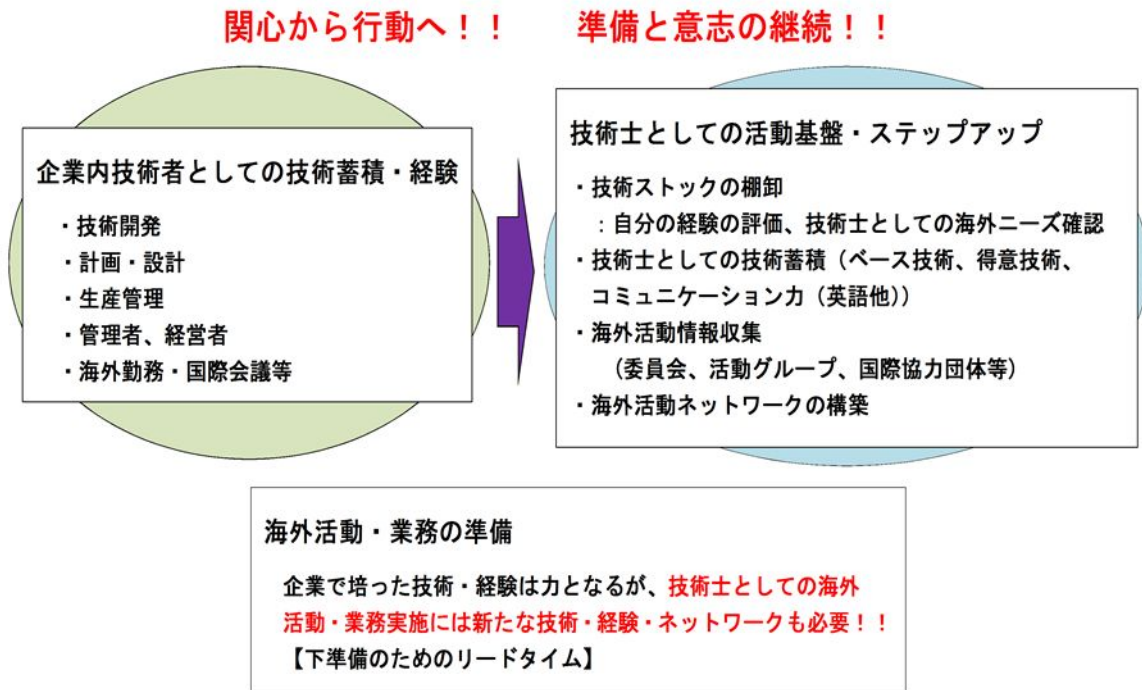 関心から行動へ！！　　準備と意志の継続！！
企業内技術者としての技術蓄積・経験
・技術開発
・計画・設計
・生産管理
・管理者、経営者
・海外勤務・国際会議等
技術士としての活動基盤・ステップアップ
・技術ストックの棚卸
：自分の経験の評価、技術士としての海外ニーズ確認
・技術士としての技術蓄積（ベース技術、得意技術、
コミュニケーション力（英語他））
・海外活動情報収集
（委員会、活動グループ、国際協力団体等）
・海外活動ネットワークの構築
海外活動・業務の準備
企業で培った技術・経験は力となるが、技術士としての海外
活動・業務実施には新たな技術・経験・ネットワークも必要！！
【下準備のためのリードタイム】